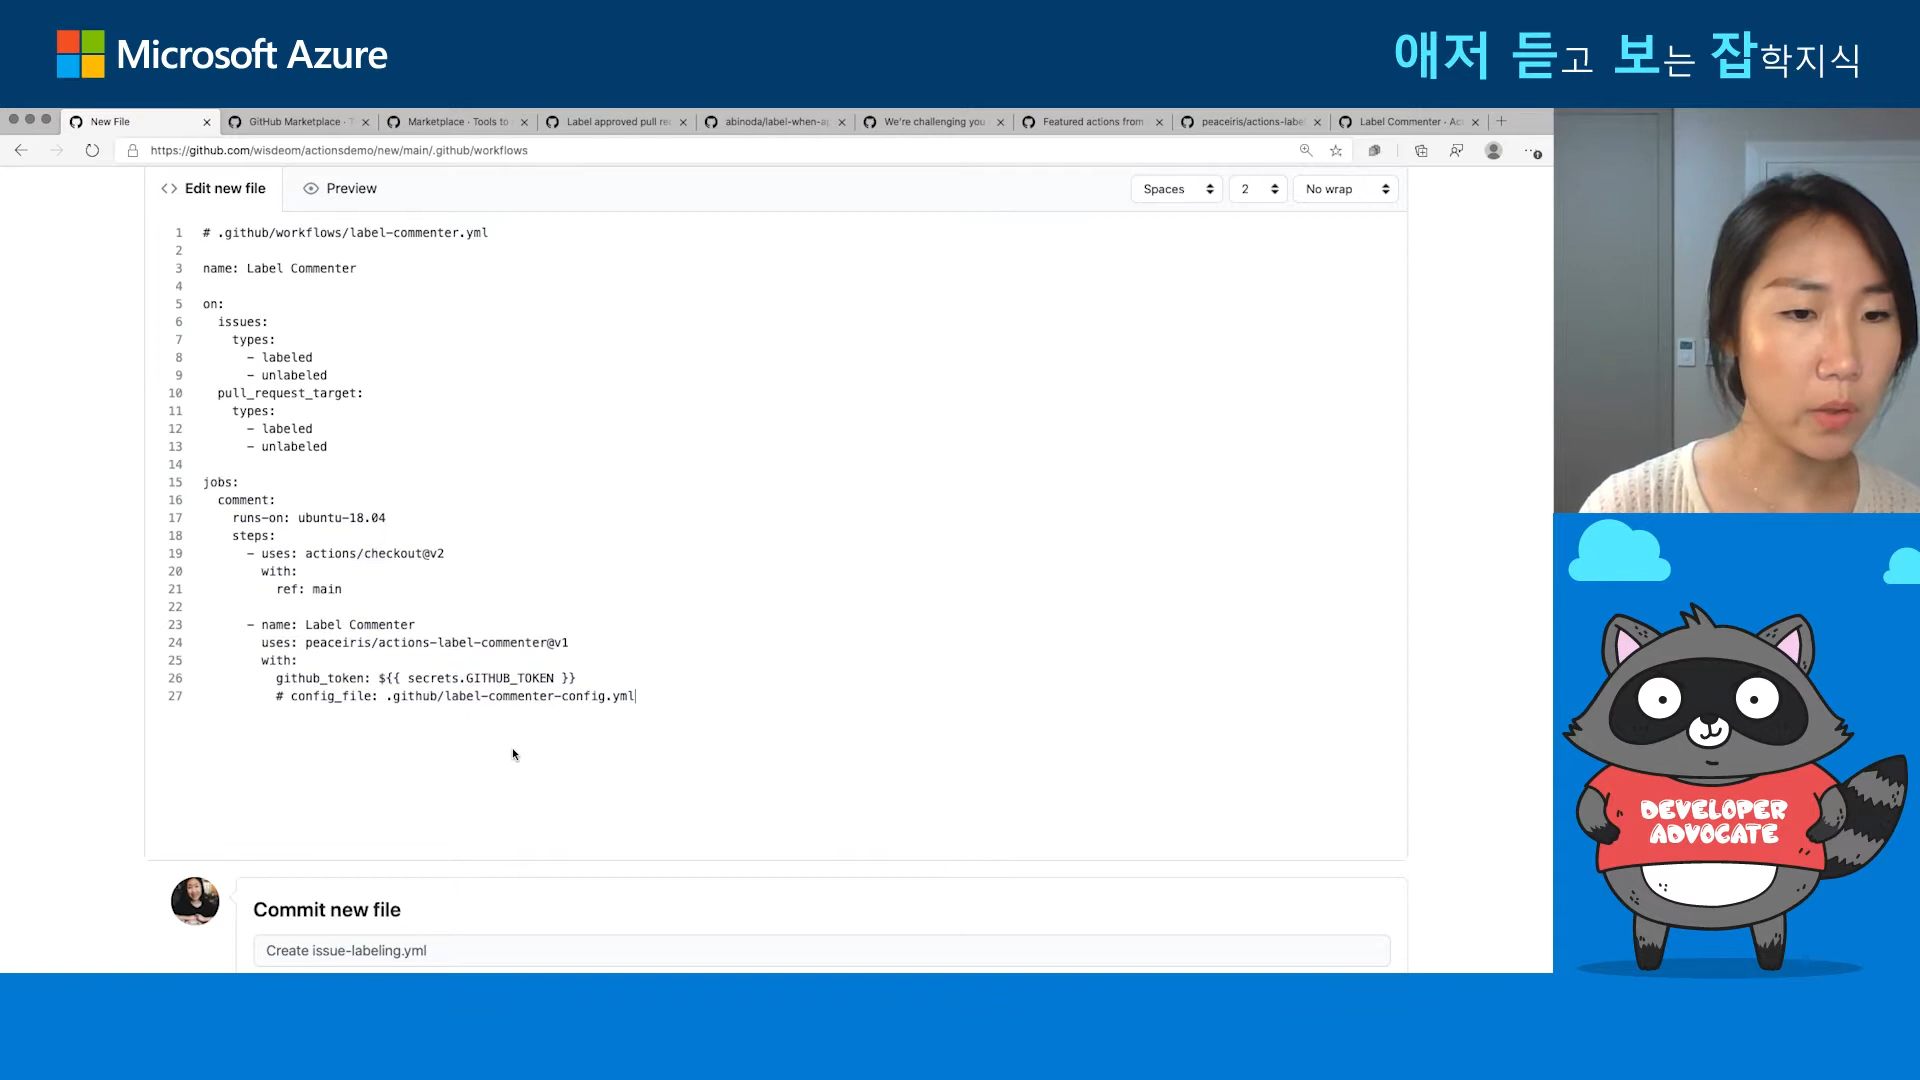 Microsoft Azure
애저 듣고 보는 잡학지식
New File
GitHub Marketplace · T
Marketplace · Tools to
Label approved pull re
abinoda/label-when-ap
We're challenging you
Featured actions from
peaceiris/actions-labe
Label Commenter · Ac
https://github.com/wisdeom/actionsdemo/new/main/.github/workflows
<> Edit new file
Preview
Spaces
2
No wrap
1 # .github/workflows/label-commenter.yml
2
3 name: Label Commenter
4
5 on:
6 issues:
7 types:
8 - labeled
9 - unlabeled
10 pull_request_target:
11 types:
12 - labeled
13 - unlabeled
14
15 jobs:
16 comment:
17 runs-on: ubuntu-18.04
18 steps:
19 - uses: actions/checkout@v2
20 with:
21 ref: main
22
23 - name: Label Commenter
24 uses: peaceiris/actions-label-commenter@v1
25 with:
26 github_token: ${{ secrets.GITHUB_TOKEN }}
27 # config_file: .github/label-commenter-config.yml
Commit new file
Create issue-labeling.yml
DEVELOPER
ADVOCATE